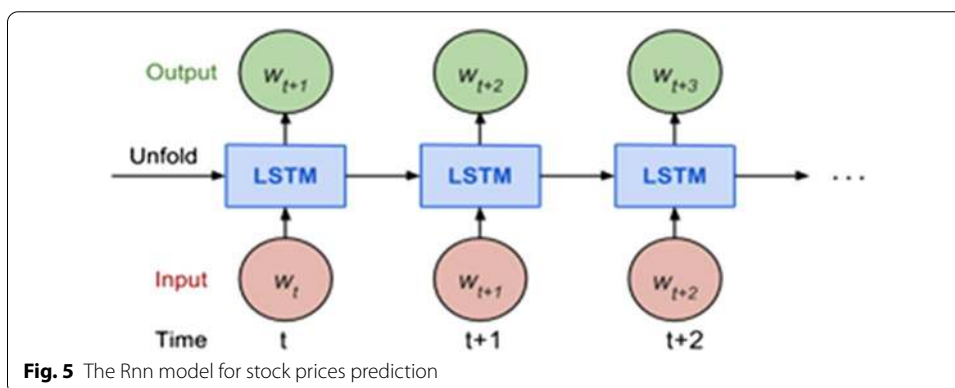 Output w_{t+1} w_{t+2} w_{t+3}
Unfold
LSTM LSTM LSTM ...
Input w_t w_{t+1} w_{t+2}
Time t t+1 t+2
Fig. 5 The Rnn model for stock prices prediction